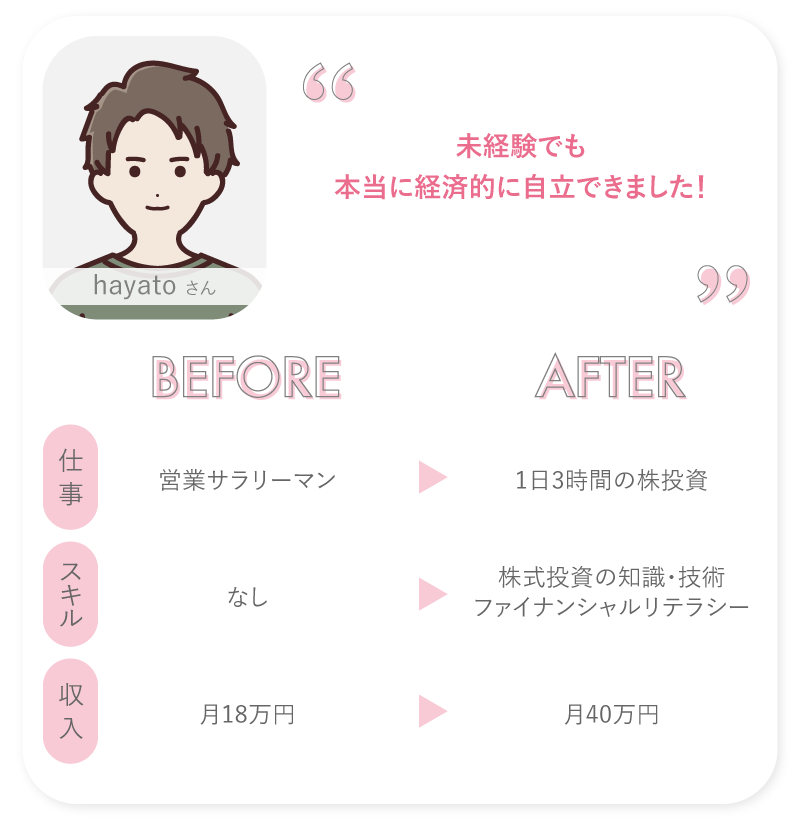 “
未経験でも
本当に経済的に自立できました!
”
hayato さん
BEFORE
AFTER
仕事
営業サラリーマン
1日3時間の株投資
スキル
なし
株式投資の知識・技術
ファイナンシャルリテラシー
収入
月18万円
月40万円